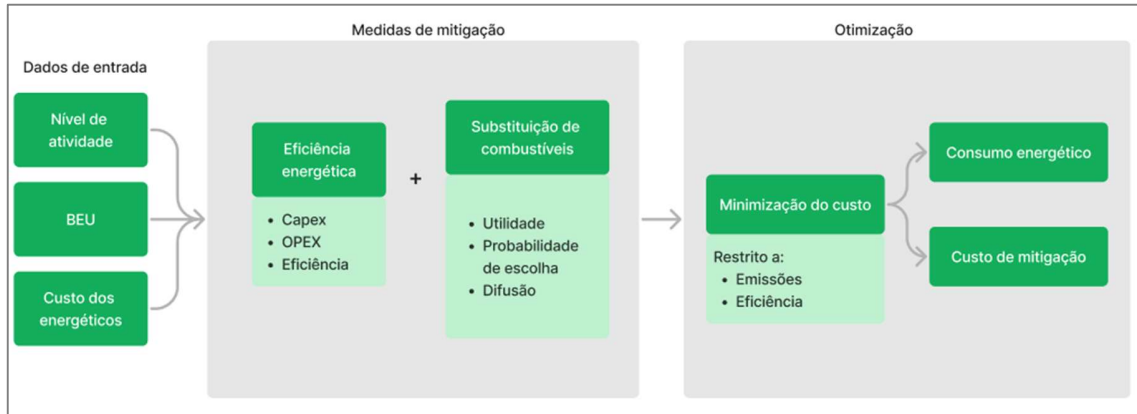 Dados de entrada
Nível de
atividade
BEU
Custo dos
energéticos
Medidas de mitigação
Eficiência
energética
• Capex
• OPEX
• Eficiência
+
Substituição de
combustíveis
• Utilidade
• Probabilidade
de escolha
• Difusão
Otimização
Minimização do custo
Restrito a:
• Emissões
• Eficiência
Consumo energético
Custo de mitigação